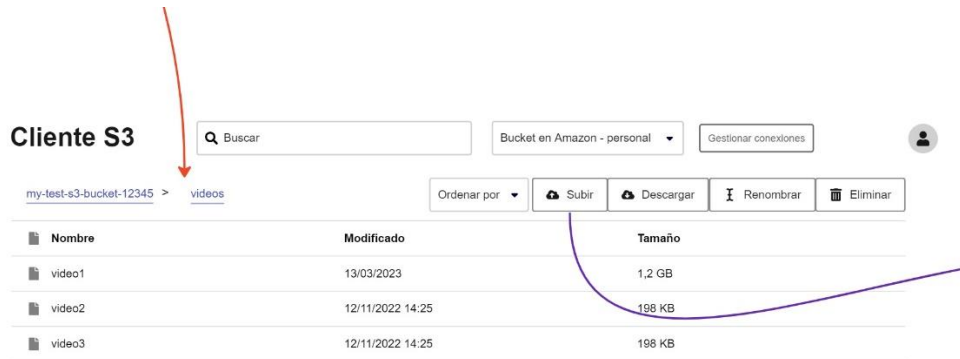 Cliente S3 Buscar Bucket en Amazon - personal Gestionar conexiones
my-test-s3-bucket-12345 > videos Ordenar por Subir Descargar Renombrar Eliminar
Nombre Modificado Tamaño
video1 13/03/2023 1,2 GB
video2 12/11/2022 14:25 198 KB
video3 12/11/2022 14:25 198 KB